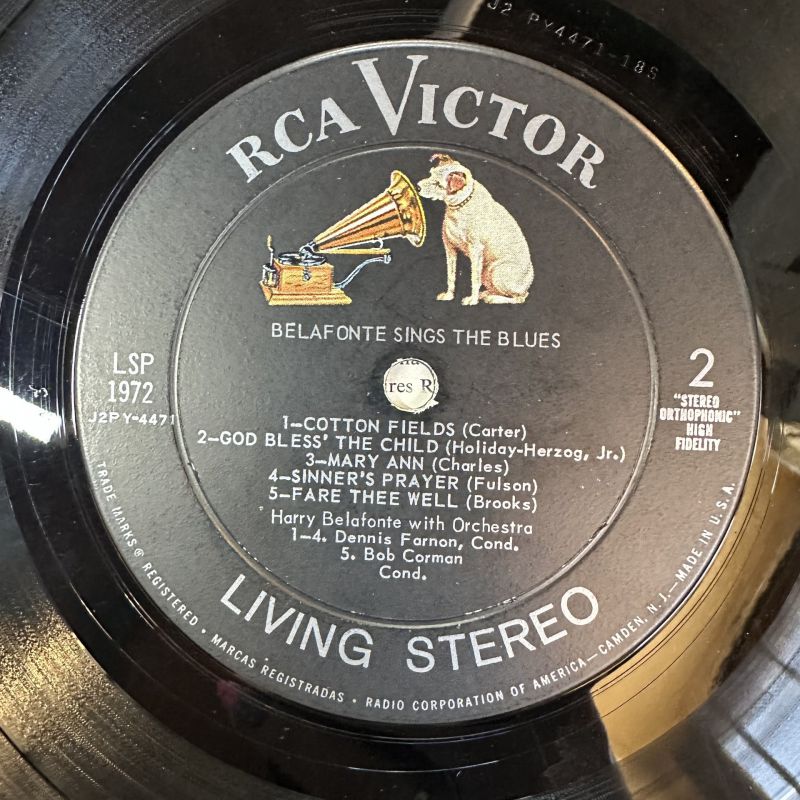 J2 PY-4471-18S
RCA VICTOR
BELAFONTE SINGS THE BLUES
LSP
1972
J2PY-4471
2
"STEREO
ORTHOPHONIC"
HIGH
FIDELITY
res R
1—COTTON FIELDS (Carter)
2—GOD BLESS' THE CHILD (Holiday-Herzog, Jr.)
3—MARY ANN (Charles)
4—SINNER'S PRAYER (Fulson)
5—FARE THEE WELL (Brooks)
Harry Belafonte with Orchestra
1-4. Dennis Farnon, Cond.
5. Bob Corman
Cond.
LIVING STEREO
TRADE MARKS ® REGISTERED • MARCAS REGISTRADAS • RADIO CORPORATION OF AMERICA—CAMDEN, N. J.—MADE IN U. S. A.